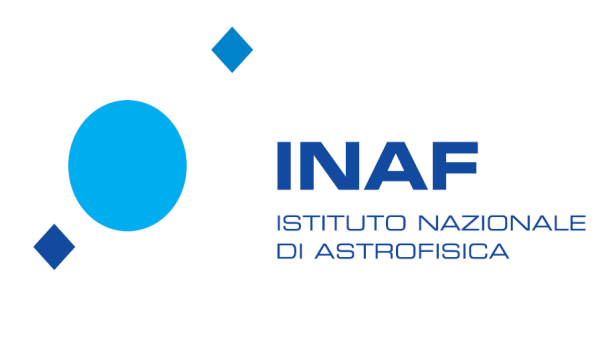 INAF
ISTITUTO NAZIONALE
DI ASTROFISICA